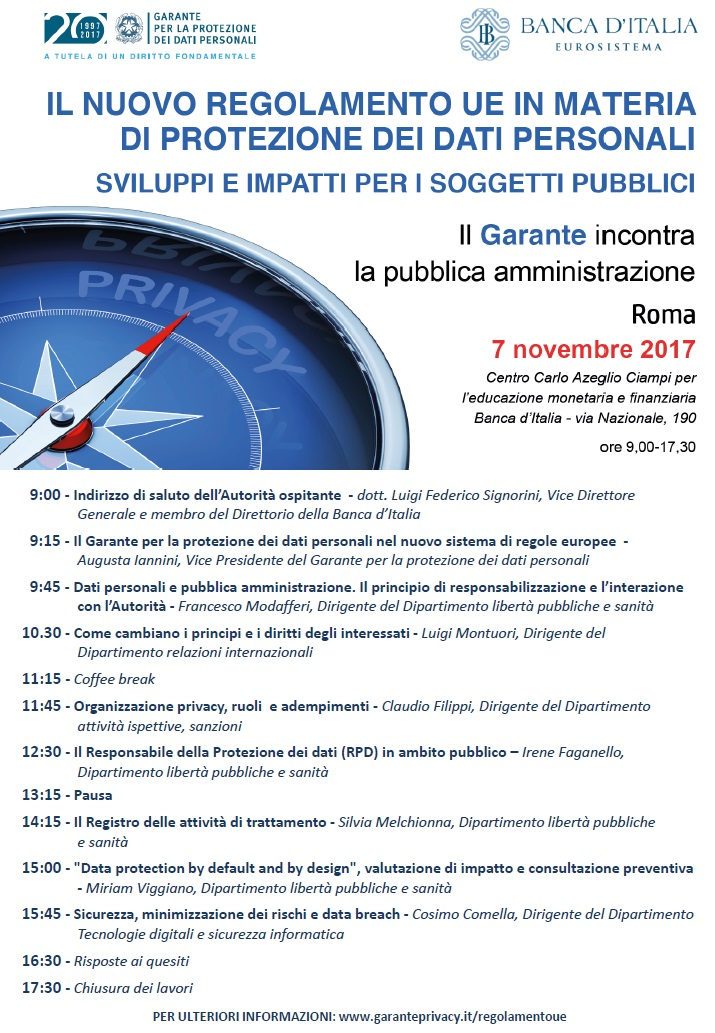 20 1997 2017
GARANTE
PER LA PROTEZIONE
DEI DATI PERSONALI
A TUTELA DI UN DIRITTO FONDAMENTALE
BANCA D'ITALIA
EUROSISTEMA
IL NUOVO REGOLAMENTO UE IN MATERIA
DI PROTEZIONE DEI DATI PERSONALI
SVILUPPI E IMPATTI PER I SOGGETTI PUBBLICI
Il Garante incontra
la pubblica amministrazione
Roma
7 novembre 2017
Centro Carlo Azeglio Ciampi per
l'educazione monetaria e finanziaria
Banca d'Italia - via Nazionale, 190
ore 9,00-17,30
PRIVACY
PRIVACY
9:00 - Indirizzo di saluto dell'Autorità ospitante - dott. Luigi Federico Signorini, Vice Direttore
Generale e membro del Direttorio della Banca d'Italia
9:15 - Il Garante per la protezione dei dati personali nel nuovo sistema di regole europee -
Augusta Iannini, Vice Presidente del Garante per la protezione dei dati personali
9:45 - Dati personali e pubblica amministrazione. Il principio di responsabilizzazione e l'interazione
con l'Autorità - Francesco Modafferi, Dirigente del Dipartimento libertà pubbliche e sanità
10.30 - Come cambiano i principi e i diritti degli interessati - Luigi Montuori, Dirigente del
Dipartimento relazioni internazionali
11:15 - Coffee break
11:45 - Organizzazione privacy, ruoli e adempimenti - Claudio Filippi, Dirigente del Dipartimento
attività ispettive, sanzioni
12:30 - Il Responsabile della Protezione dei dati (RPD) in ambito pubblico – Irene Faganello,
Dipartimento libertà pubbliche e sanità
13:15 - Pausa
14:15 - Il Registro delle attività di trattamento - Silvia Melchionna, Dipartimento libertà pubbliche
e sanità
15:00 - "Data protection by default and by design", valutazione di impatto e consultazione preventiva
- Miriam Viggiano, Dipartimento libertà pubbliche e sanità
15:45 - Sicurezza, minimizzazione dei rischi e data breach - Cosimo Comella, Dirigente del Dipartimento
Tecnologie digitali e sicurezza informatica
16:30 - Risposte ai quesiti
17:30 - Chiusura dei lavori
PER ULTERIORI INFORMAZIONI: www.garanteprivacy.it/regolamentoue